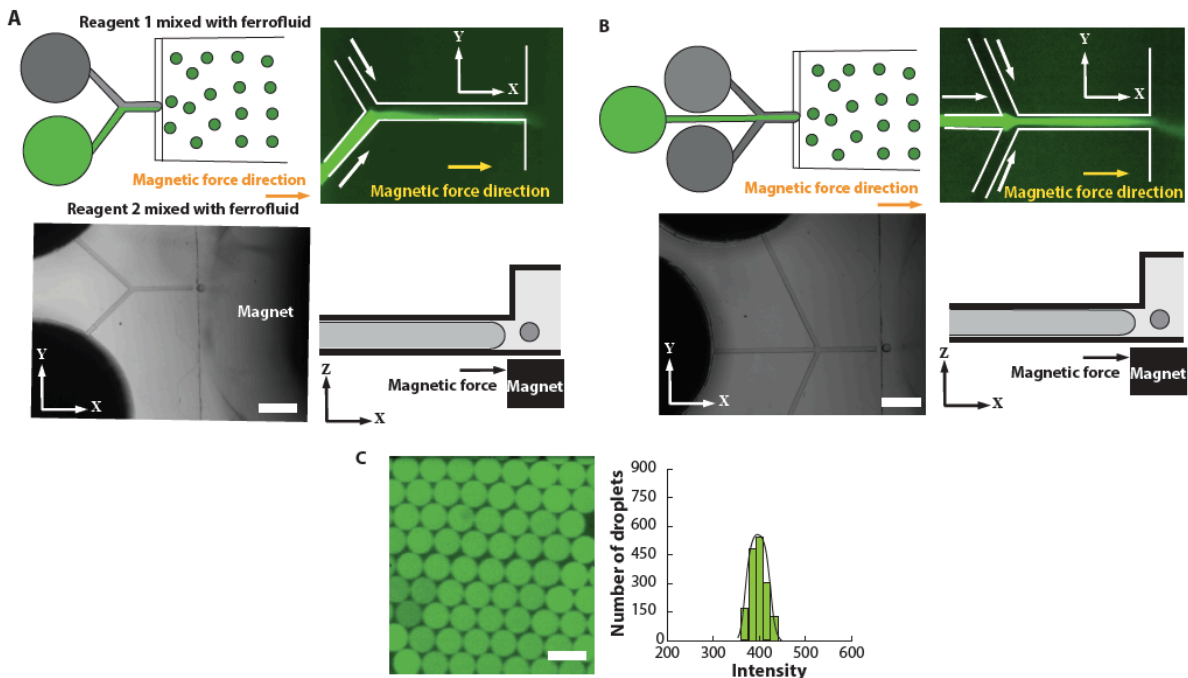 A
Reagent 1 mixed with ferrofluid
Y
X
Magnetic force direction
Magnetic force direction
Reagent 2 mixed with ferrofluid
Magnet
Y
X
Z
X
Magnetic force
Magnet
B
Y
X
Magnetic force direction
Magnetic force direction
Y
X
Z
X
Magnetic force
Magnet
C
Number of droplets
900
750
600
450
300
150
0
200
300
400
500
600
Intensity